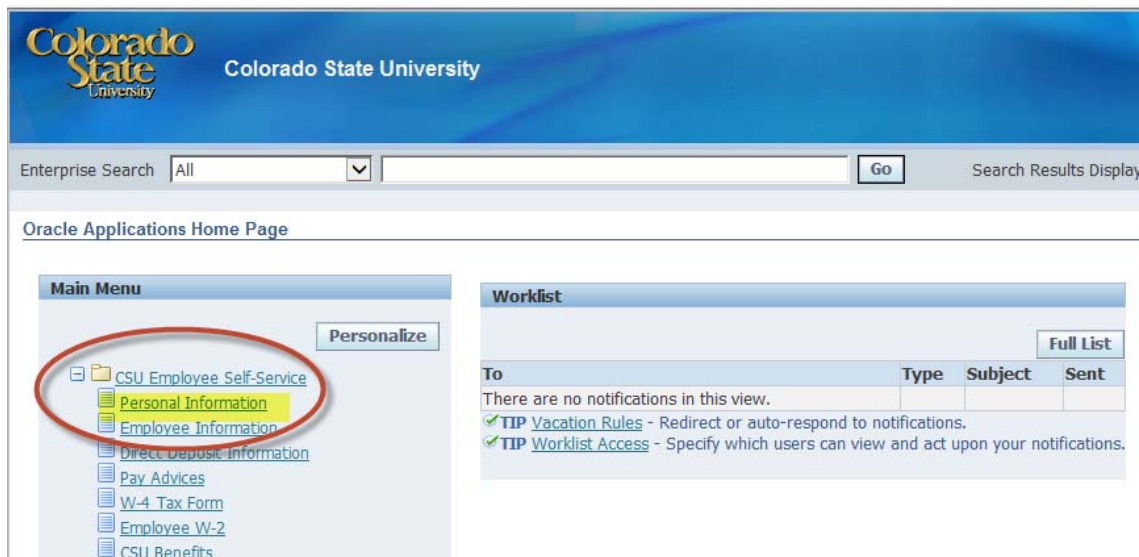 Colorado
State
University
Colorado State University
Enterprise Search All Go Search Results Display
Oracle Applications Home Page
Main Menu
Personalize
CSU Employee Self-Service
Personal Information
Employee Information
Direct Deposit Information
Pay Advices
W-4 Tax Form
Employee W-2
CSU Benefits
Worklist
Full List
To Type Subject Sent
There are no notifications in this view.
TIP Vacation Rules - Redirect or auto-respond to notifications.
TIP Worklist Access - Specify which users can view and act upon your notifications.